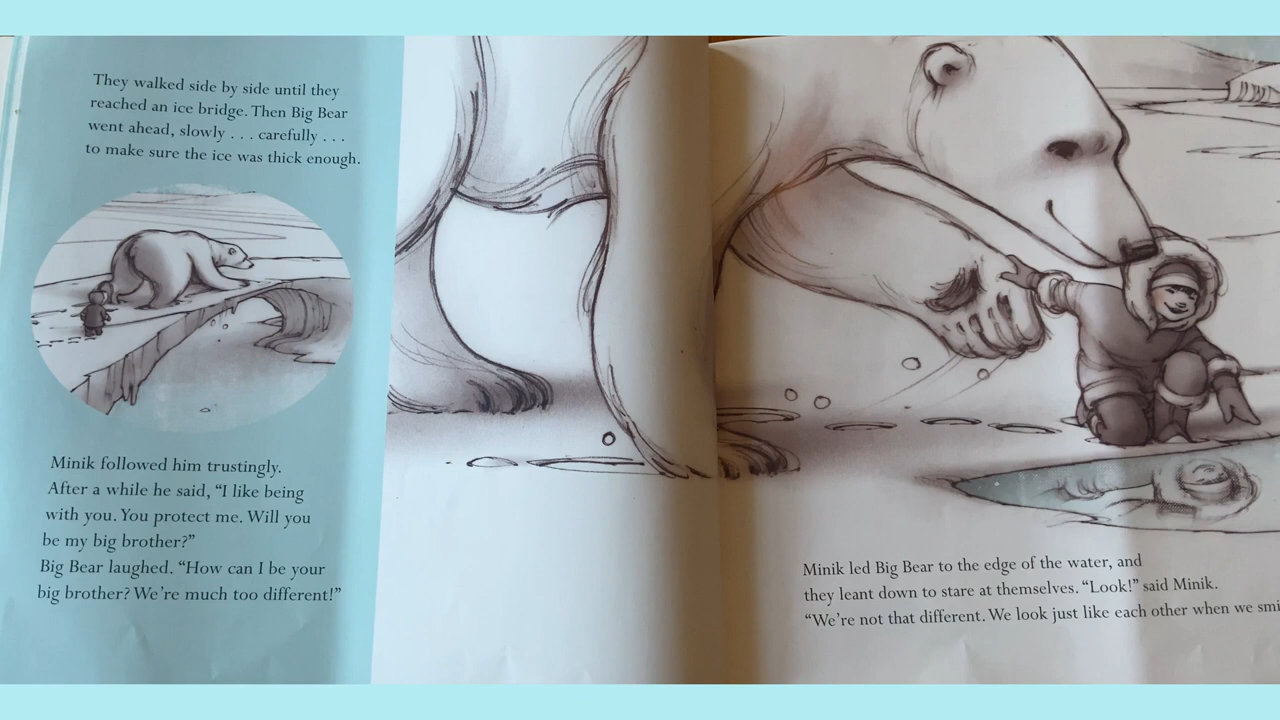 They walked side by side until they
reached an ice bridge. Then Big Bear
went ahead, slowly . . . carefully . . .
to make sure the ice was thick enough.
Minik followed him trustingly.
After a while he said, “I like being
with you. You protect me. Will you
be my big brother?”
Big Bear laughed. “How can I be your
big brother? We’re much too different!”
Minik led Big Bear to the edge of the water, and
they leant down to stare at themselves. “Look!” said Minik.
“We’re not that different. We look just like each other when we smi